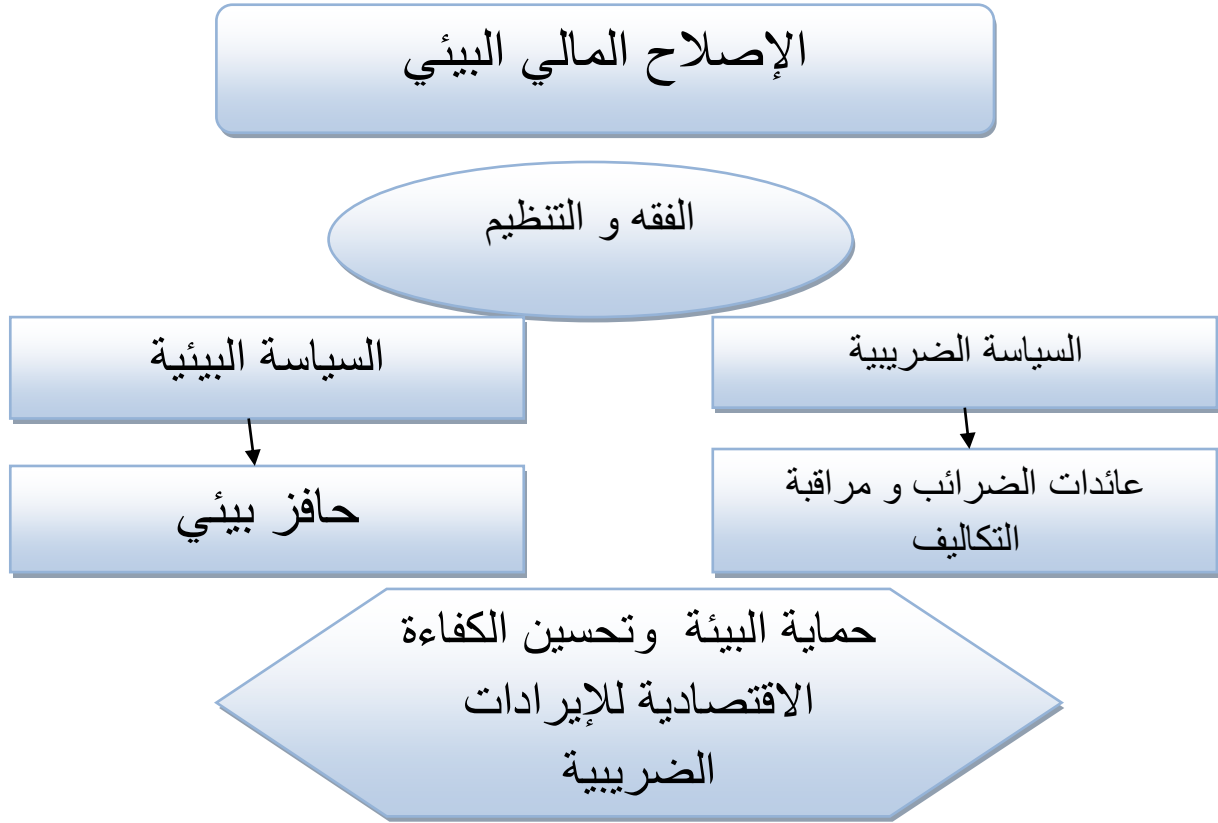 الإصلاح المالي البيئي
الفقه و التنظيم
السياسة الضريبية
السياسة البيئية
عائدات الضرائب و مراقبة
التكاليف
حافز بيئي
حماية البيئة وتحسين الكفاءة
الاقتصادية للإيرادات
الضريبية